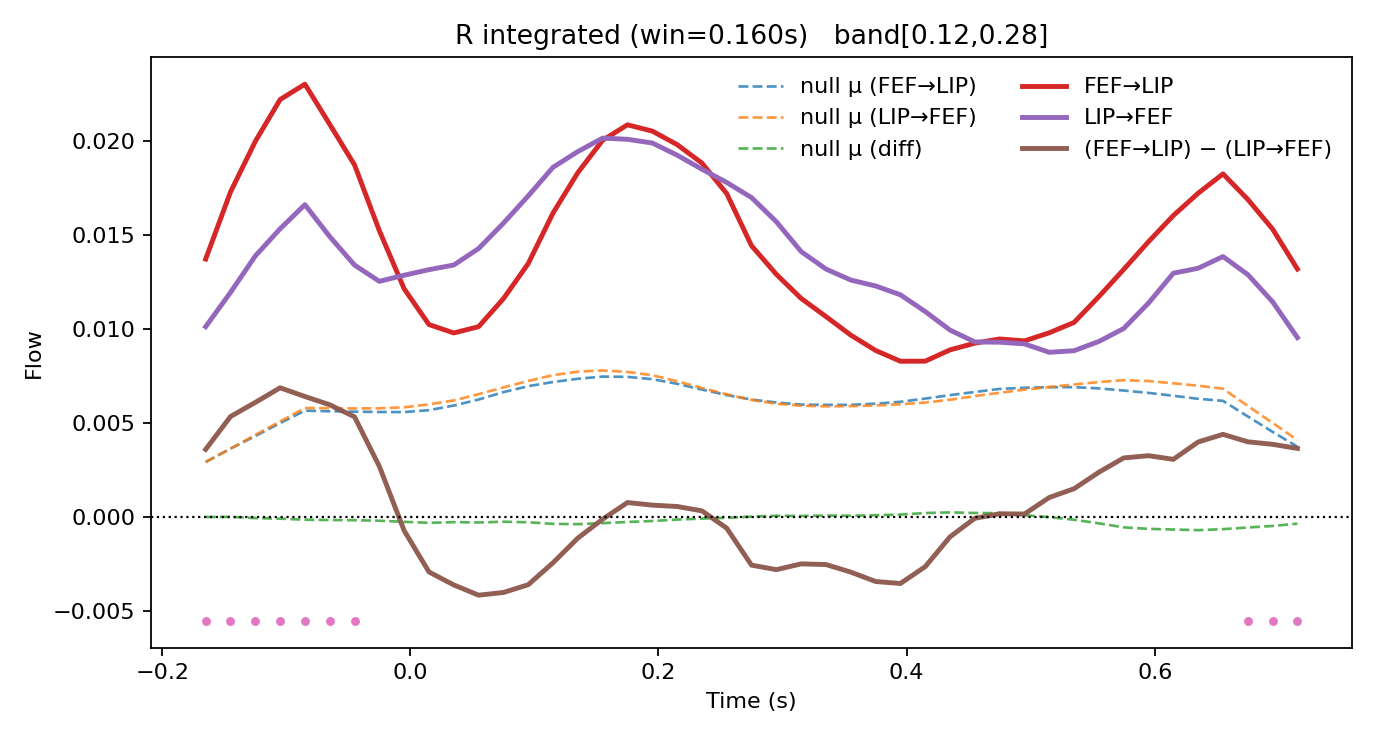 R integrated (win=0.160s)   band[0.12,0.28]
null μ (FEF→LIP)
null μ (LIP→FEF)
null μ (diff)
FEF→LIP
LIP→FEF
(FEF→LIP) − (LIP→FEF)
Flow
0.020
0.015
0.010
0.005
0.000
−0.005
−0.2
0.0
0.2
0.4
0.6
Time (s)